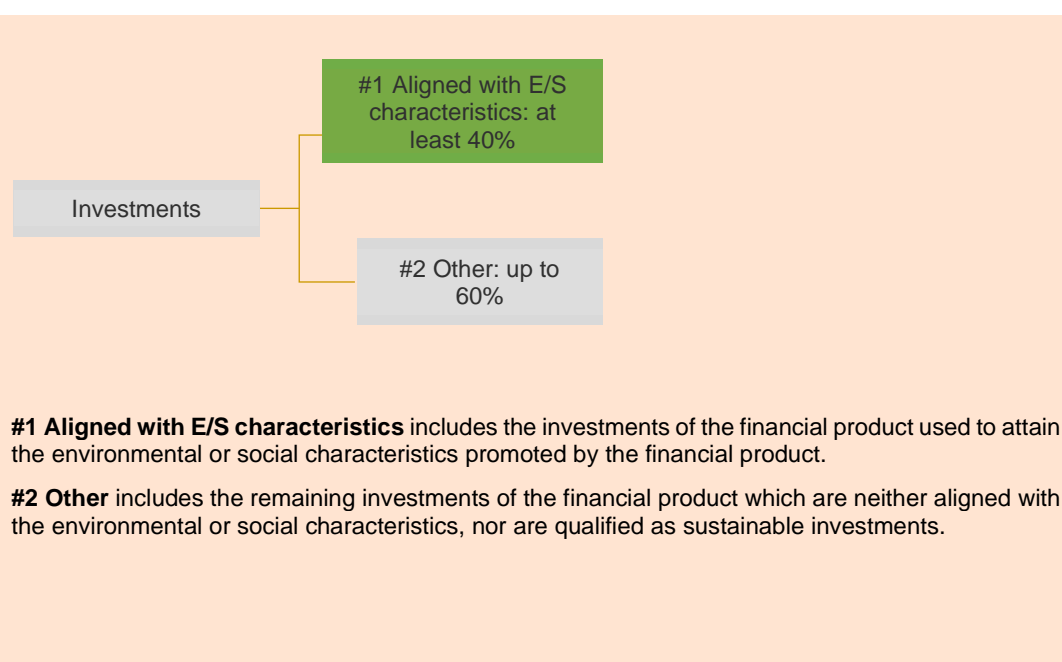 #1 Aligned with E/S
characteristics: at
least 40%
Investments
#2 Other: up to
60%
#1 Aligned with E/S characteristics includes the investments of the financial product used to attain
the environmental or social characteristics promoted by the financial product.
#2 Other includes the remaining investments of the financial product which are neither aligned with
the environmental or social characteristics, nor are qualified as sustainable investments.